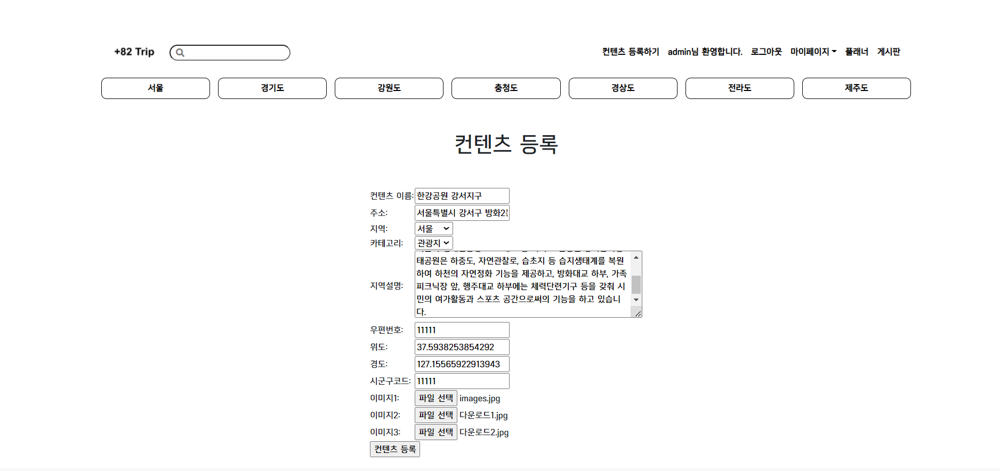 +82 Trip
컨텐츠 등록하기 admin님 환영합니다. 로그아웃 마이페이지 플래너 게시판
서울 경기도 강원도 충청도 경상도 전라도 제주도
컨텐츠 등록
컨텐츠 이름: 한강공원 강서지구
주소: 서울특별시 강서구 방화2
지역: 서울
카테고리: 관광지
지역설명:
태공원은 하중도, 자연관찰로, 습초지 등 습지생태계를 복원
하여 하천의 자연정화 기능을 제공하고, 방화대교 하부, 가족
피크닉장 앞, 행주대교 하부에는 체력단련기구 등을 갖춰 시
민의 여가활동과 스포츠 공간으로써의 기능을 하고 있습니
다.
우편번호: 11111
위도: 37.5938253854292
경도: 127.15565922913943
시군구코드: 11111
이미지1: 파일 선택 images.jpg
이미지2: 파일 선택 다운로드1.jpg
이미지3: 파일 선택 다운로드2.jpg
컨텐츠 등록